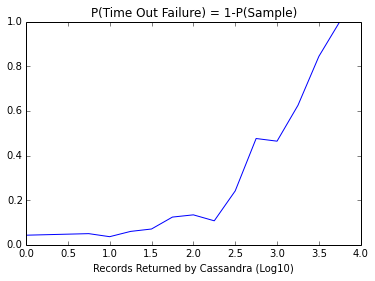 P(Time Out Failure) = 1-P(Sample)
1.0
0.8
0.6
0.4
0.2
0.0
0.0 0.5 1.0 1.5 2.0 2.5 3.0 3.5 4.0
Records Returned by Cassandra (Log10)